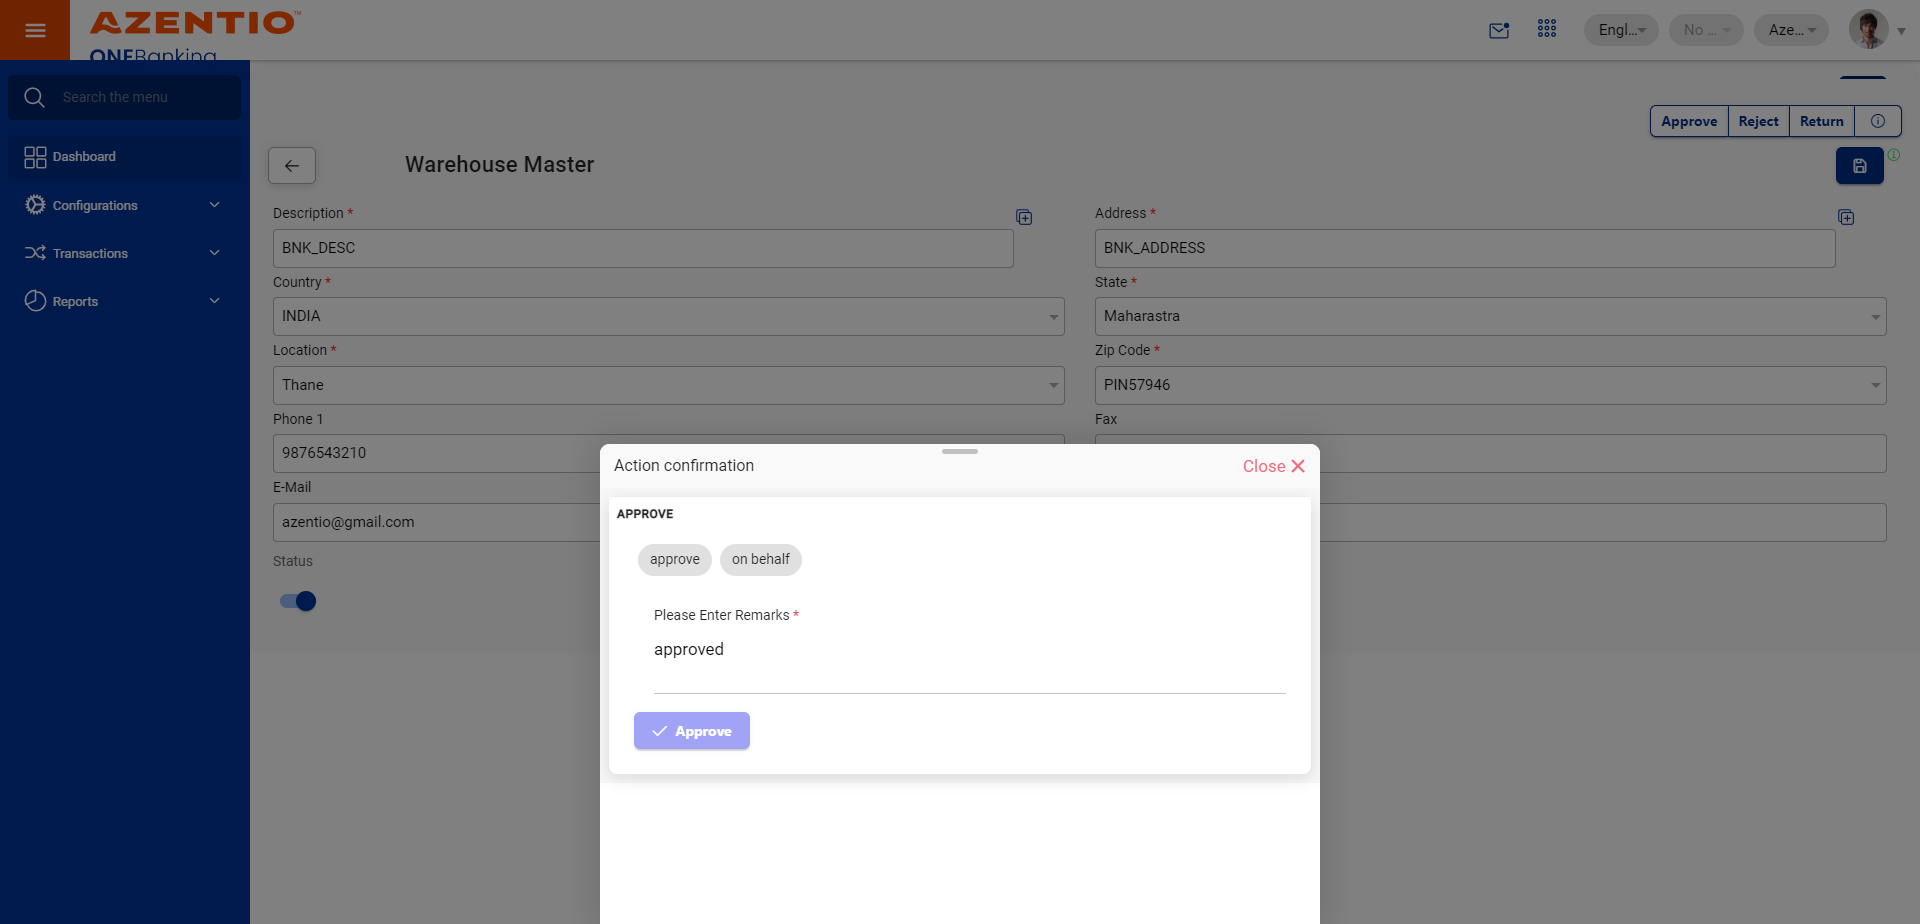 AZENTIO™
ONEBanking
Engl...
No ...
Aze...
Search the menu
Dashboard
Configurations
Transactions
Reports
Approve
Reject
Return
Warehouse Master
Description *
BNK_DESC
Address *
BNK_ADDRESS
Country *
INDIA
State *
Maharastra
Location *
Thane
Zip Code *
PIN57946
Phone 1
9876543210
Fax
E-Mail
azentio@gmail.com
Status
Action confirmation
Close
APPROVE
approve
on behalf
Please Enter Remarks *
approved
Approve